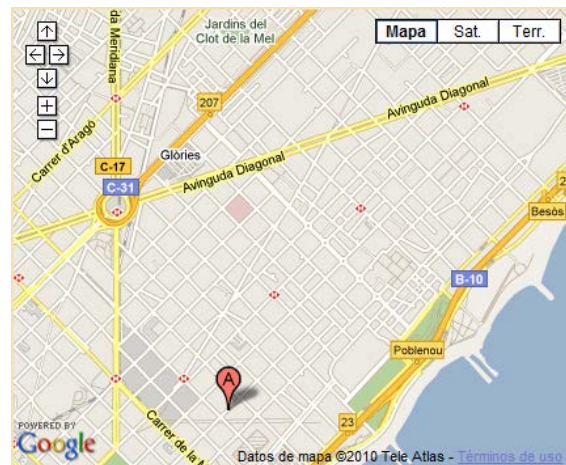 Jardins del
Clot de la Mel
Mapa
Sat.
Terr.
da Meridiana
207
Avinguda Diagonal
Carrer d'Aragó
Glòries
C-17
C-31
Avinguda Diagonal
2
Besòs
B-10
Poblenou
A
23
Carrer de la M
POWERED BY
Google
Datos de mapa ©2010 Tele Atlas - Términos de uso